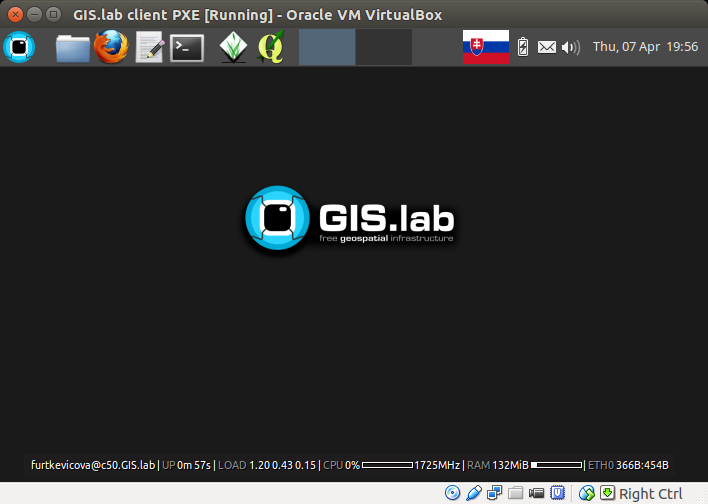 GIS.lab client PXE [Running] - Oracle VM VirtualBox
Thu, 07 Apr 19:56
GIS.lab
free geospatial infrastructure
furtkevicova@c50.GIS.lab | UP 0m 57s | LOAD 1.20 0.43 0.15 | CPU 0% 1725MHz | RAM 132MiB | ETH0 366B:454B
Right Ctrl